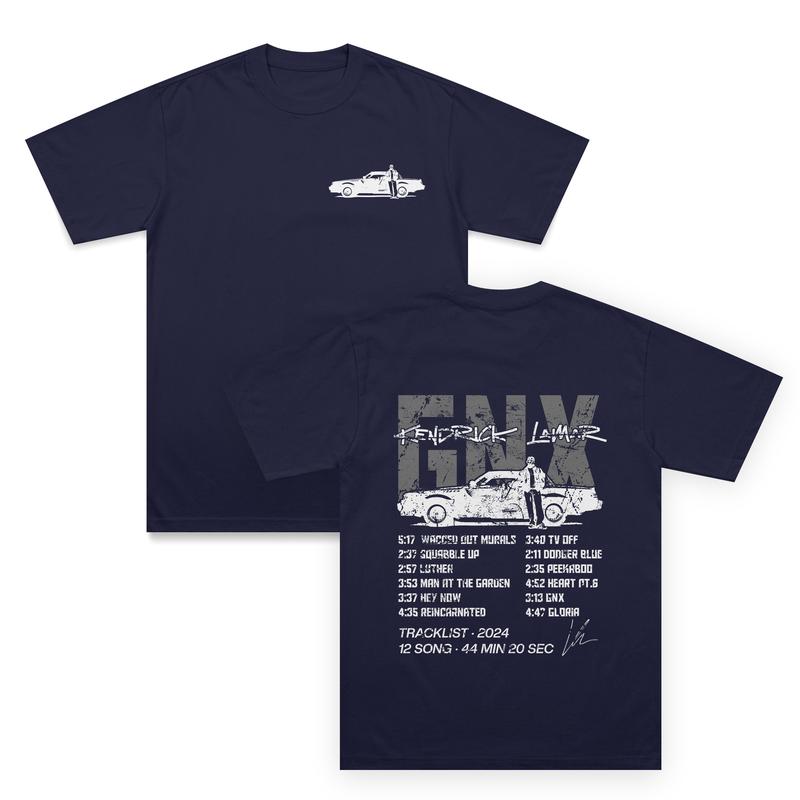 GNX
KENDRICK LAMAR
5:17 WACCED OUT MURALS 3:40 TV OFF
2:37 SQUABBLE UP 2:11 DODGER BLUE
2:57 LUTHER 2:35 PEEKABOO
3:53 MAN AT THE GARDEN 4:52 HEART PT.6
3:37 HEY NOW 3:13 GNX
4:35 REINCARNATED 4:47 GLORIA
TRACKLIST · 2024
12 SONG · 44 MIN 20 SEC